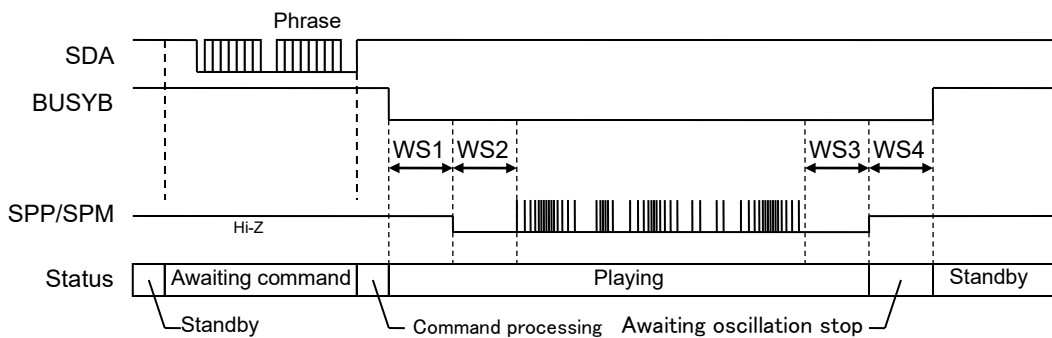 Phrase
SDA
BUSYB
WS1 WS2 WS3 WS4
SPP/SPM
Hi-Z
Status Awaiting command Playing Standby
Standby Command processing Awaiting oscillation stop